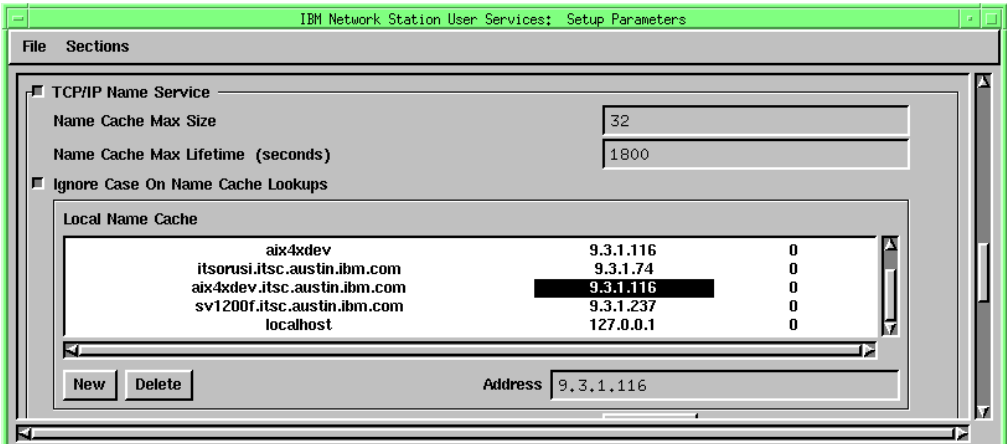 IBM Network Station User Services: Setup Parameters
File Sections
TCP/IP Name Service
Name Cache Max Size 32
Name Cache Max Lifetime (seconds) 1800
Ignore Case On Name Cache Lookups
Local Name Cache
aix4xdev 9.3.1.116 0
itsorusi.itsc.austin.ibm.com 9.3.1.74 0
aix4xdev.itsc.austin.ibm.com 9.3.1.116 0
sv1200f.itsc.austin.ibm.com 9.3.1.237 0
localhost 127.0.0.1 0
New Delete Address 9.3.1.116